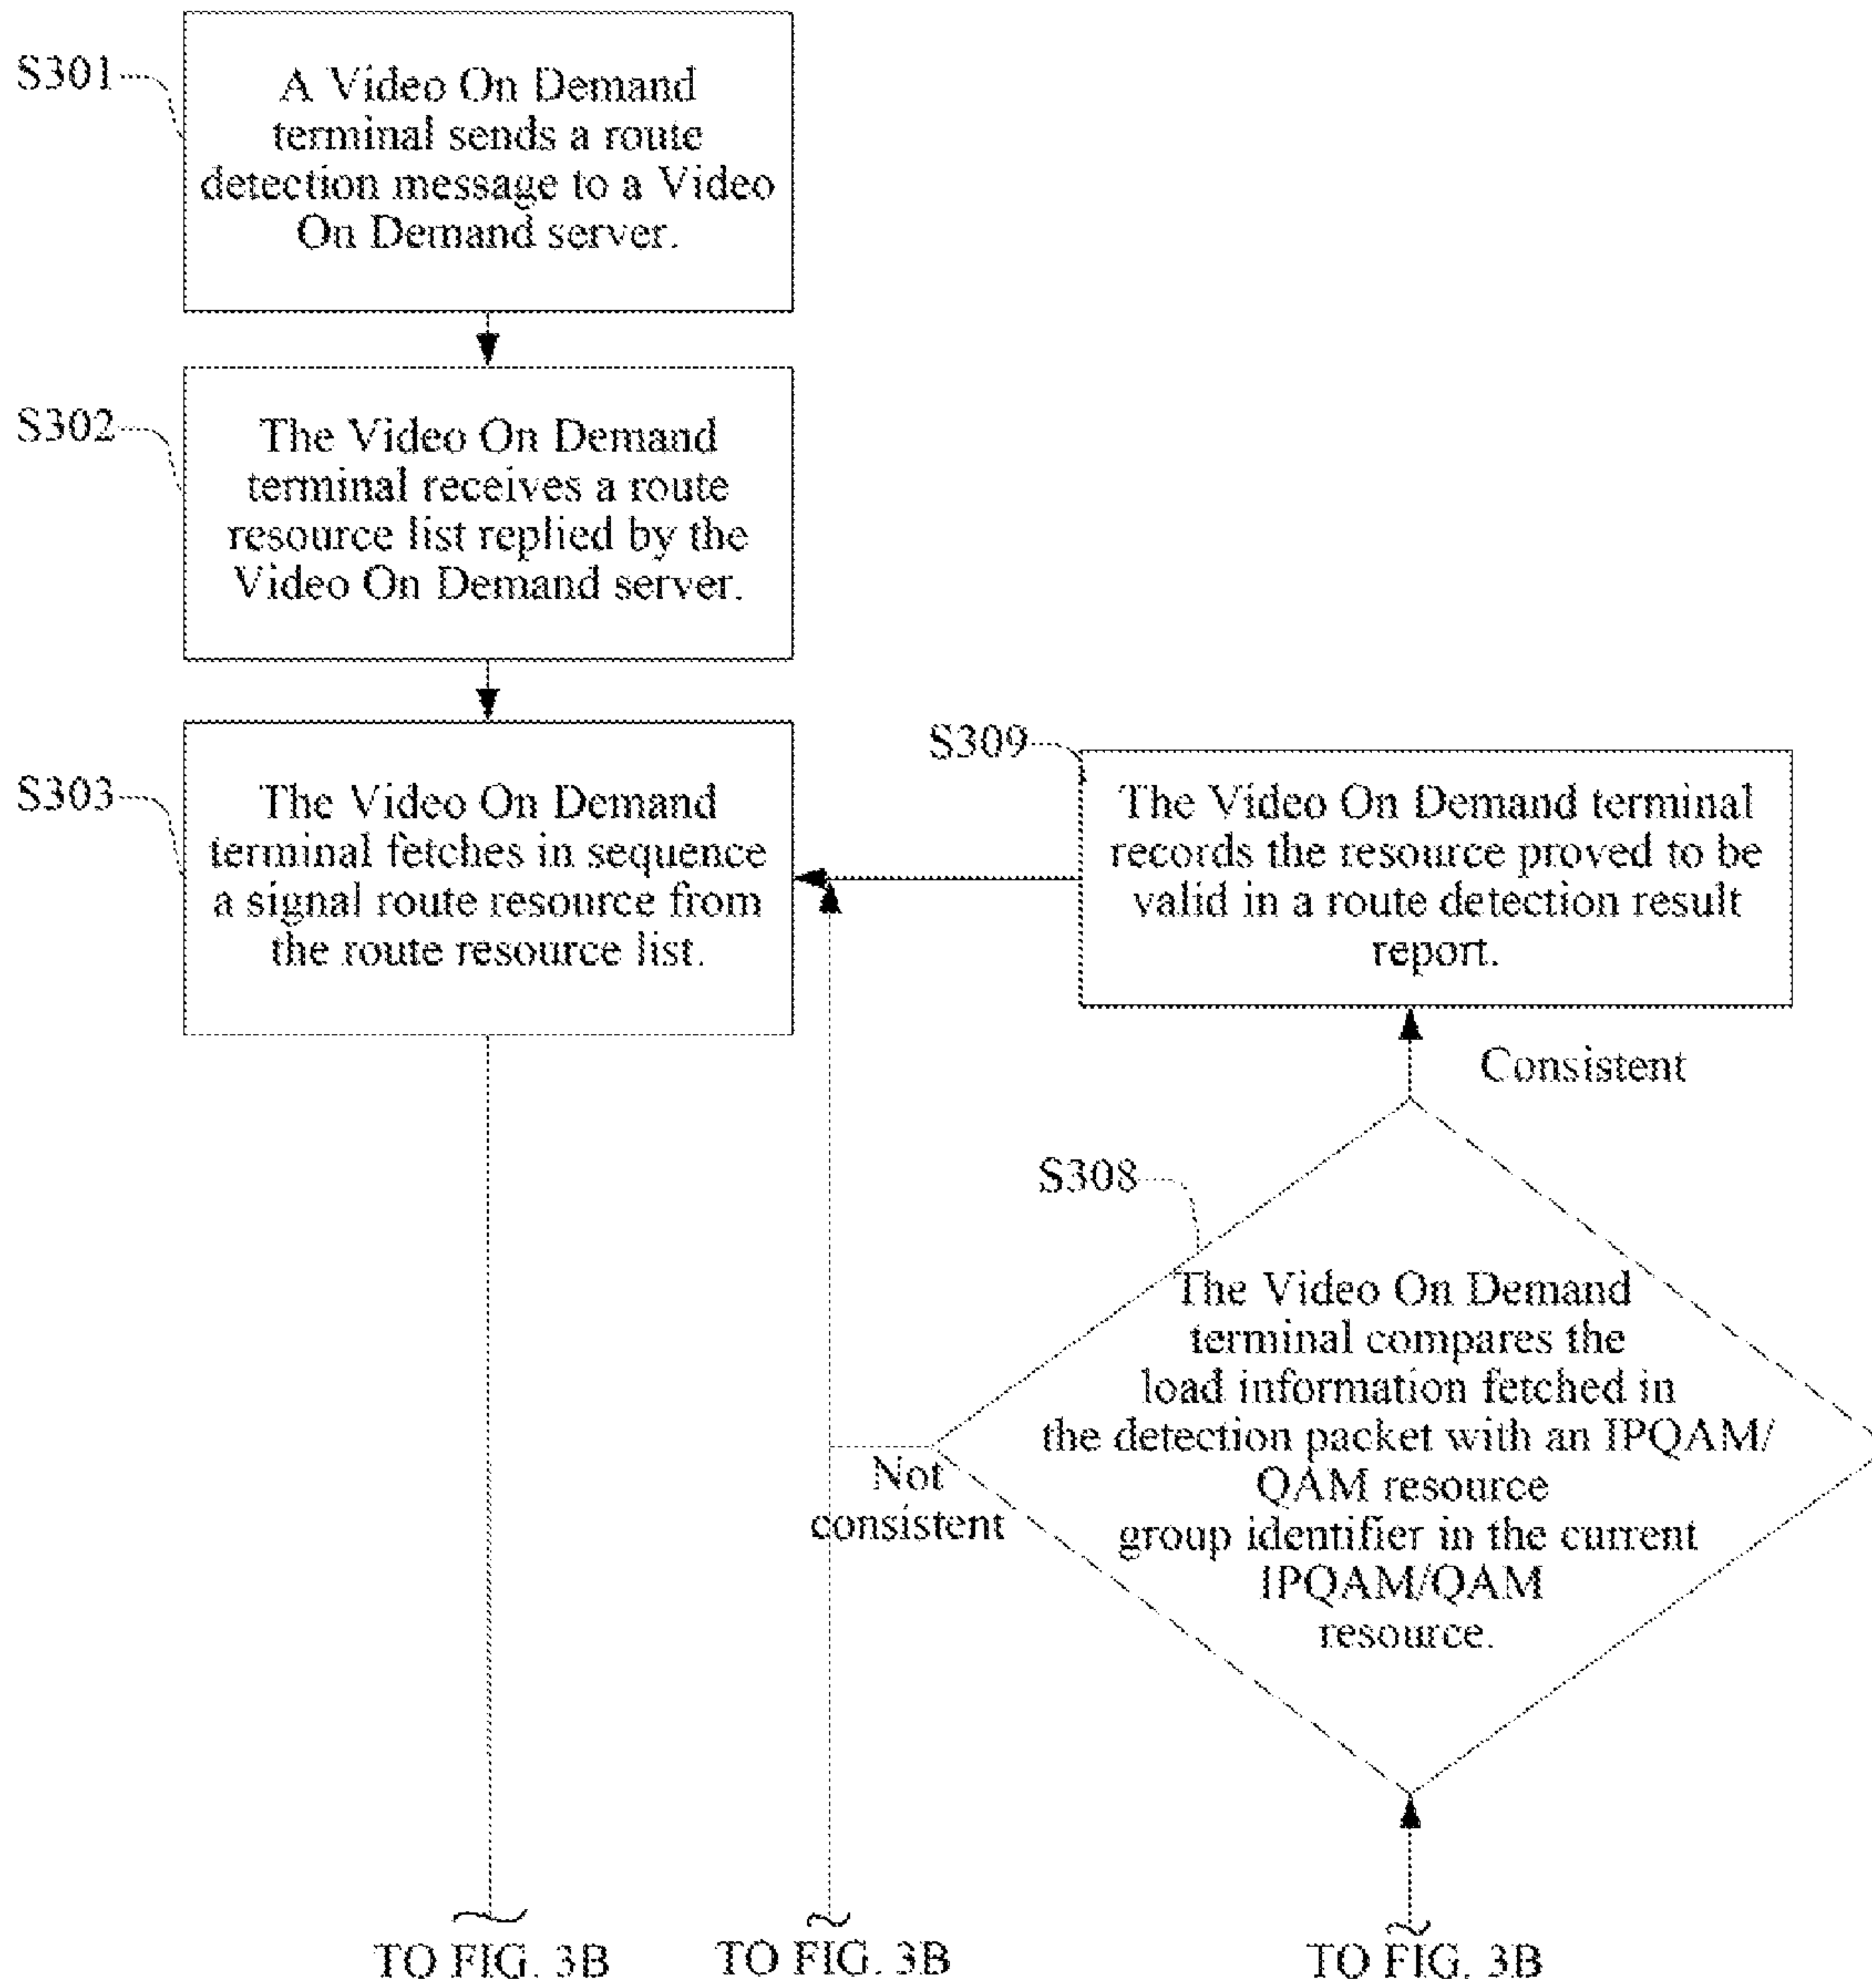 S301
A Video On Demand
terminal sends a route
detection message to a Video
On Demand server.
S302
The Video On Demand
terminal receives a route
resource list replied by the
Video On Demand server.
S303
The Video On Demand
terminal fetches in sequence
a signal route resource from
the route resource list.
S309
The Video On Demand terminal
records the resource proved to be
valid in a route detection result
report.
Consistent
S308
The Video On Demand
terminal compares the
load information fetched in
the detection packet with an IPQAM/
QAM resource
group identifier in the current
IPQAM/QAM
resource.
Not
consistent
TO FIG. 3B
TO FIG. 3B
TO FIG. 3B